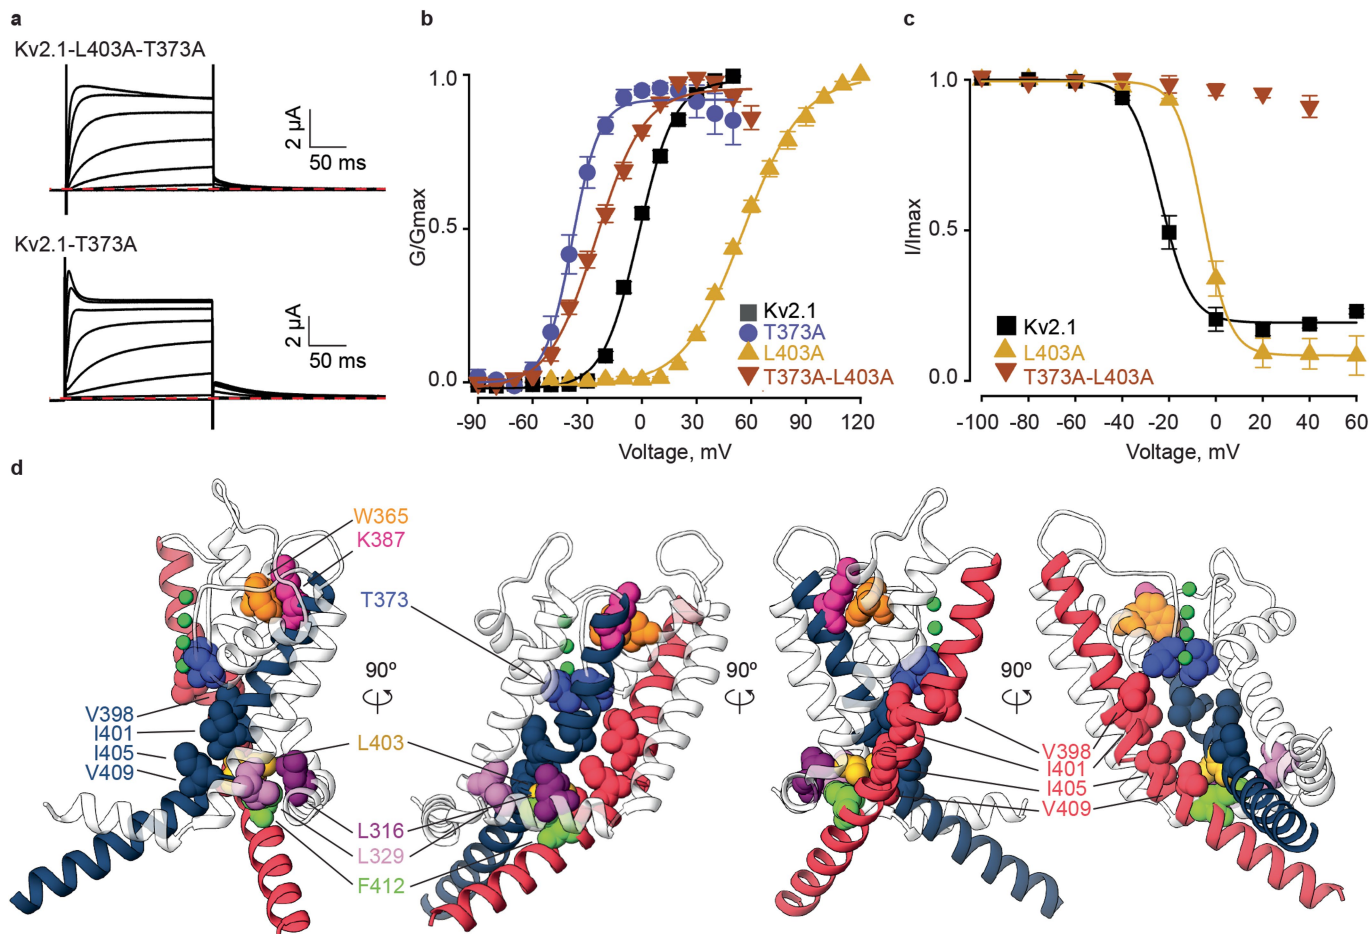 a
Kv2.1-L403A-T373A
2 µA
50 ms
Kv2.1-T373A
2 µA
50 ms
b
1.0
0.5
0.0
G/Gmax
-90
-60
-30
0
30
60
90
120
Voltage, mV
Kv2.1
T373A
L403A
T373A-L403A
c
1.0
0.5
0.0
I/Imax
-100
-80
-60
-40
-20
0
20
40
60
Voltage, mV
Kv2.1
L403A
T373A-L403A
d
W365
K387
T373
V398
I401
I405
V409
L403
L316
L329
F412
90º
90º
90º
V398
I401
I405
V409